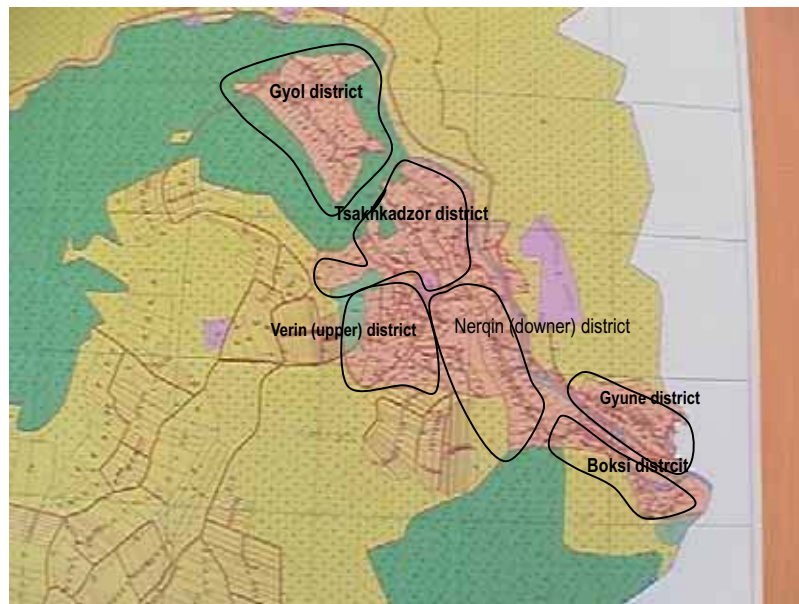 Gyol district
Tsakhkadzor district
Verin (upper) district
Nerqin (downer) district
Gyune district
Boksi distrcit